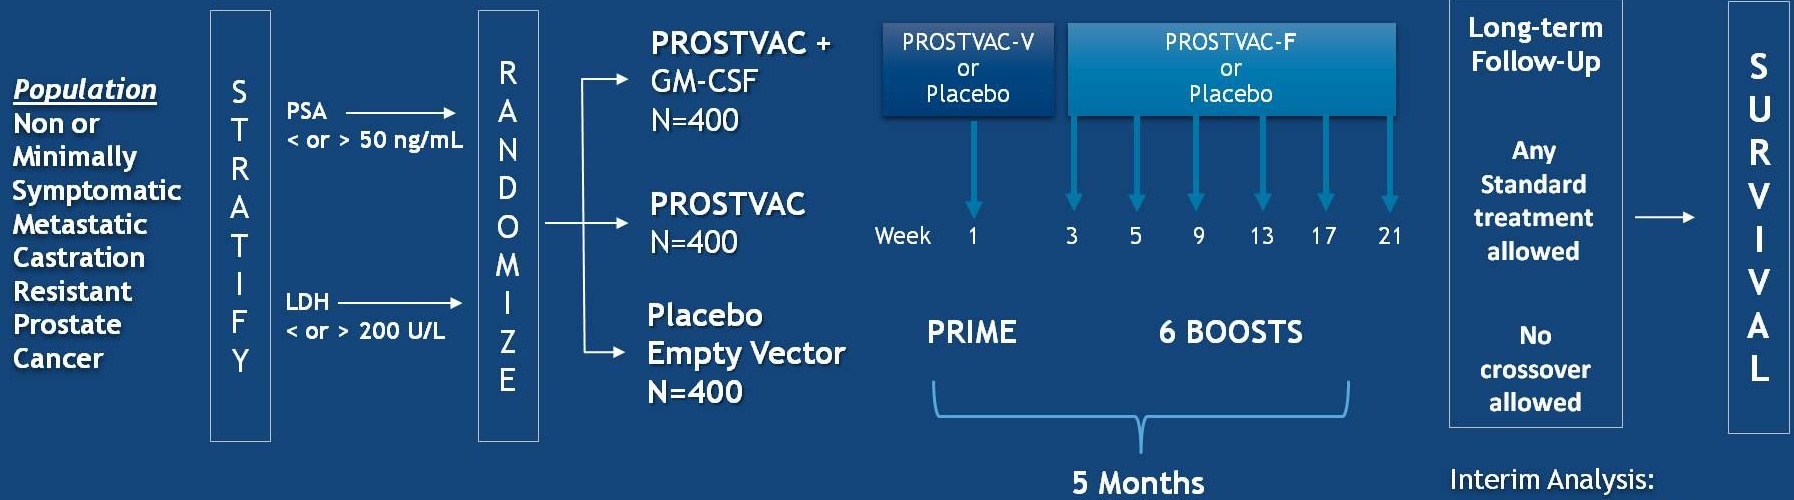 Population
Non or
Minimally
Symptomatic
Metastatic
Castration
Resistant
Prostate
Cancer
STRATIFY
PSA
< or > 50 ng/mL
LDH
< or > 200 U/L
RANDOMIZE
PROSTVAC +
GM-CSF
N=400
PROSTVAC
N=400
Placebo
Empty Vector
N=400
PROSTVAC-V
or
Placebo
PROSTVAC-F
or
Placebo
Week 1 3 5 9 13 17 21
PRIME 6 BOOSTS
5 Months
Long-term
Follow-Up
Any
Standard
treatment
allowed
No
crossover
allowed
Interim Analysis:
SURVIVAL